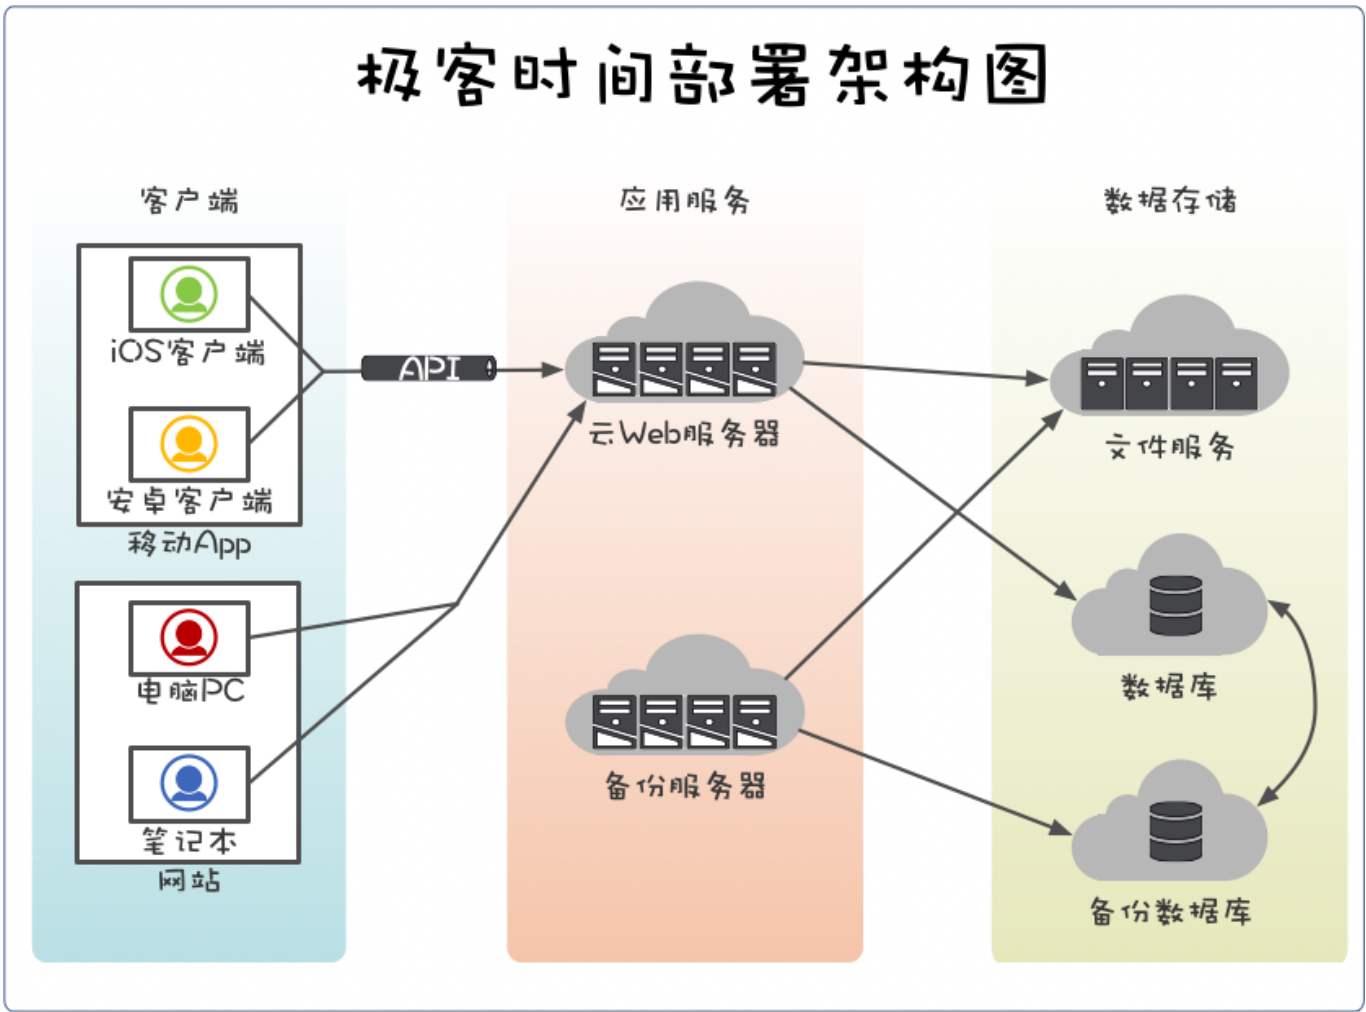 极客时间部署架构图
客户端
iOS客户端
安卓客户端
移动App
电脑PC
笔记本
网站
API
应用服务
云Web服务器
备份服务器
数据存储
文件服务
数据库
备份数据库